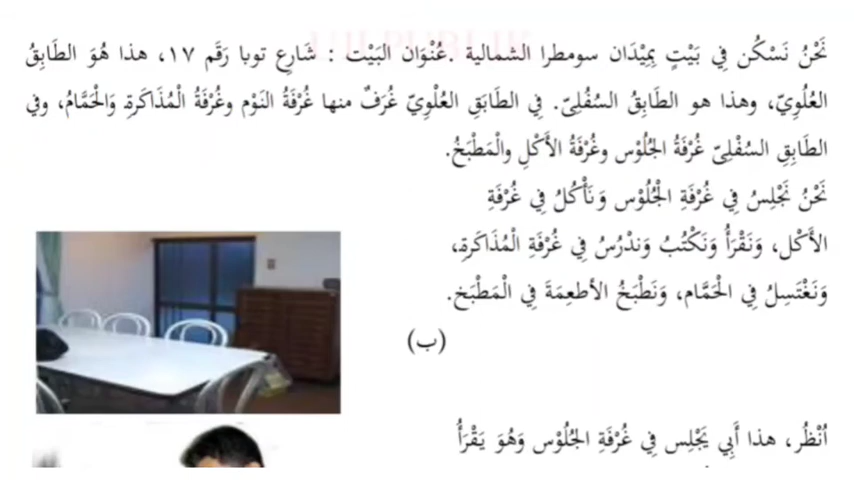 نَحْنُ نَسْكُن فِي بَيْتٍ بِمِيْدَان سومطرا الشمالية .عُنْوَان البَيْت : شَارِع توبا رَقَم ١٧، هذا هُوَ الطَابِقُ
العُلُوِيّ، وهذا هو الطَابِقُ السُفْلِىّ. فِي الطَابَقِ العُلْوِيّ غُرَفٌ منها غُرْفَةُ النَوْم وغُرْفَةُ الْمُذَاكَرةِ وَالْحَمَّامُ، وفي
الطَابِقِ السُفْلِىّ غُرْفَةُ الجُلُوْس وغُرْفَةُ الأَكْلِ والْمَطْبَخُ.
نَحْنُ نَجْلِسُ فِي غُرْفَةِ الْجُلُوْس وَنَأْكُلُ فِي غُرْفَةِ
الأَكْل، وَنَقْرَأُ وَنَكْتُبُ وَندْرُسُ فِي غُرْفَةِ الْمُذَاكَرةِ،
وَنَغْتَسِلُ فِي الْحَمَّام، وَنَطْبَخُ الأطعِمَةَ فِي الْمَطْبَخ.
(ب)
اُنْظُر، هذا أَبِي يَجْلِس فِي غُرْفَةِ الجُلُوْس وَهُوَ يَقْرَأُ